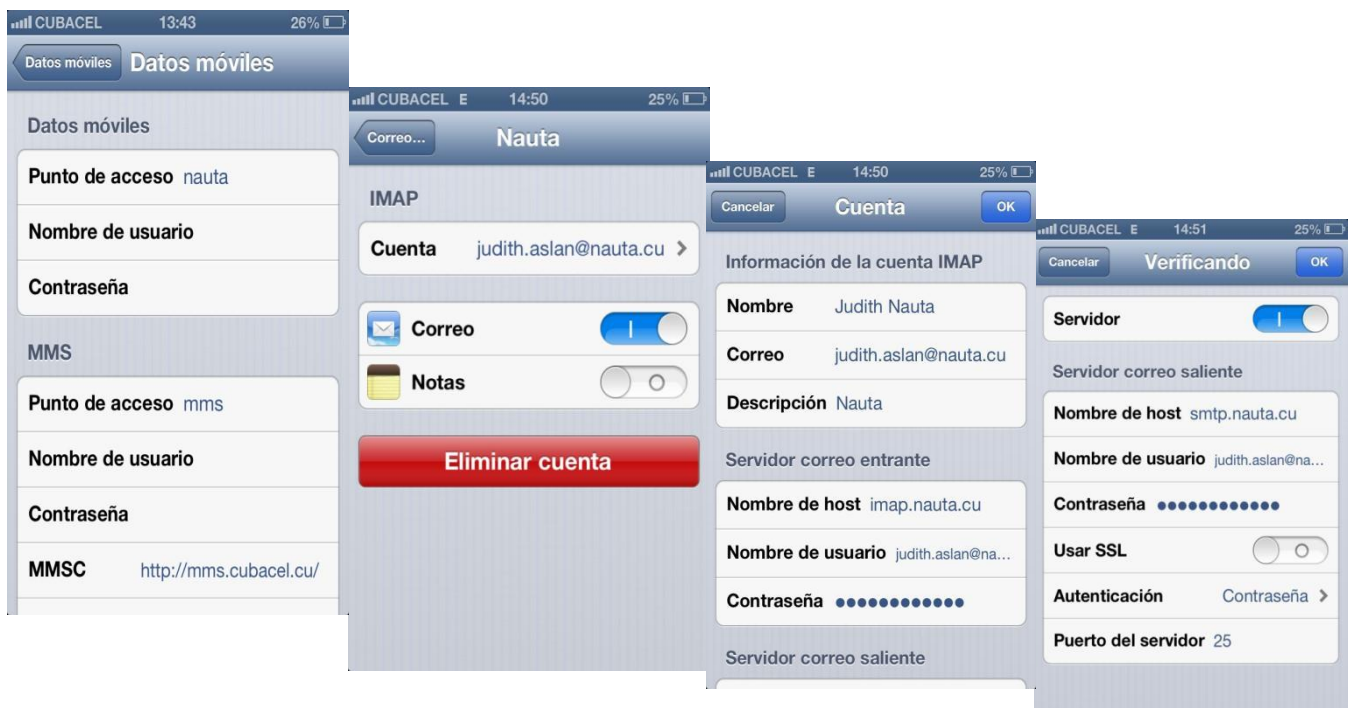 CUBACEL 13:43 26%
Datos móviles Datos móviles
Datos móviles
Punto de acceso nauta
Nombre de usuario
Contraseña
MMS
Punto de acceso mms
Nombre de usuario
Contraseña
MMSC http://mms.cubacel.cu/
CUBACEL E 14:50 25%
Correo... Nauta
IMAP
Cuenta judith.aslan@nauta.cu
Correo
Notas
Eliminar cuenta
CUBACEL E 14:50 25%
Cancelar Cuenta OK
Información de la cuenta IMAP
Nombre Judith Nauta
Correo judith.aslan@nauta.cu
Descripción Nauta
Servidor correo entrante
Nombre de host imap.nauta.cu
Nombre de usuario judith.aslan@na...
Contraseña ●●●●●●●●●●●●
Servidor correo saliente
CUBACEL E 14:51 25%
Cancelar Verificando OK
Servidor
Servidor correo saliente
Nombre de host smtp.nauta.cu
Nombre de usuario judith.aslan@na...
Contraseña ●●●●●●●●●●●●
Usar SSL
Autenticación Contraseña
Puerto del servidor 25